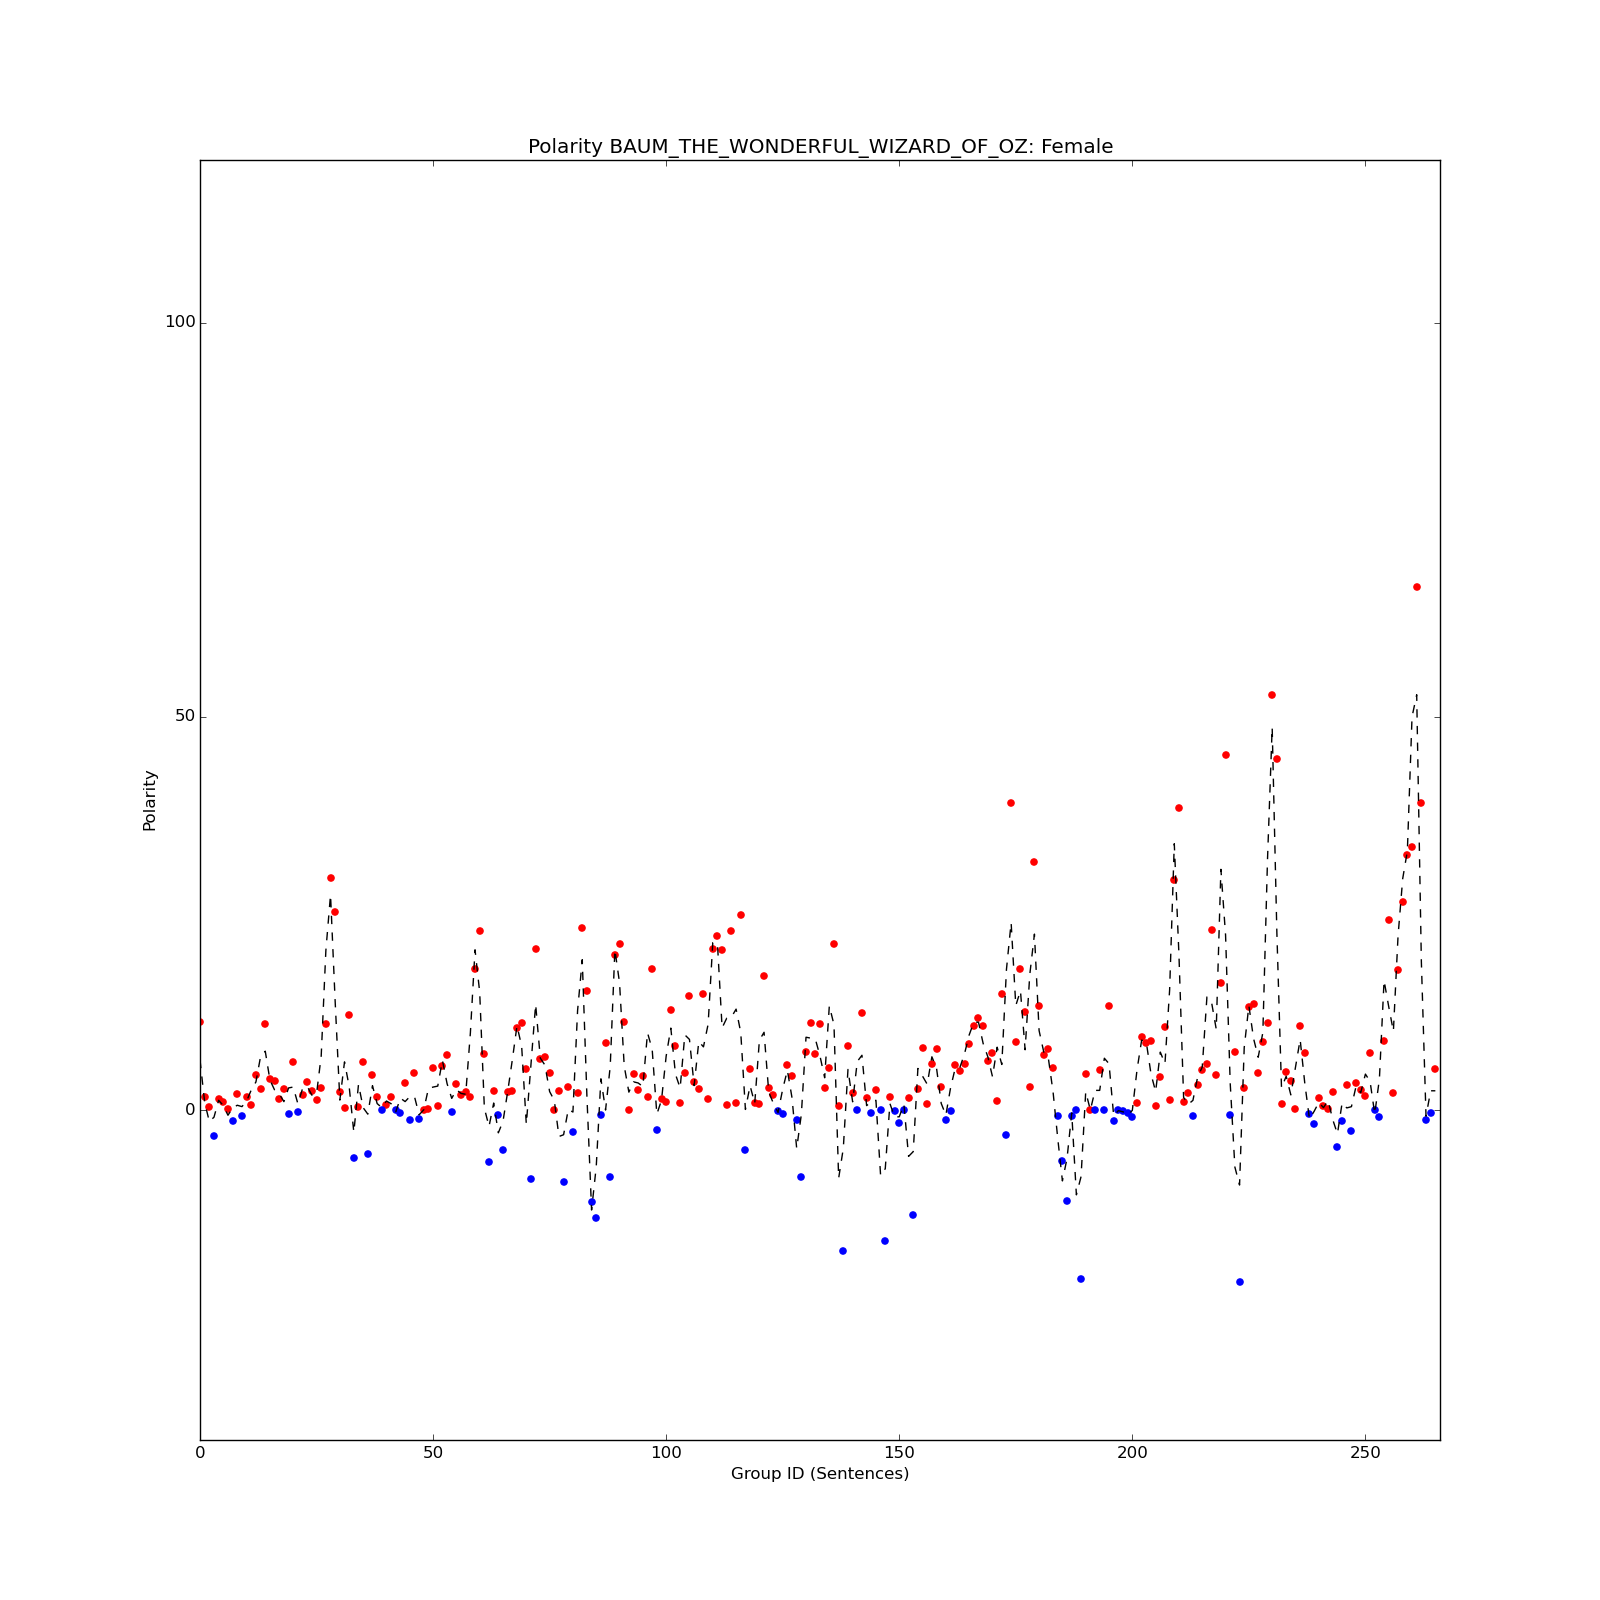 Polarity BAUM_THE_WONDERFUL_WIZARD_OF_OZ: Female
100
50
0
Polarity
0 50 100 150 200 250
Group ID (Sentences)